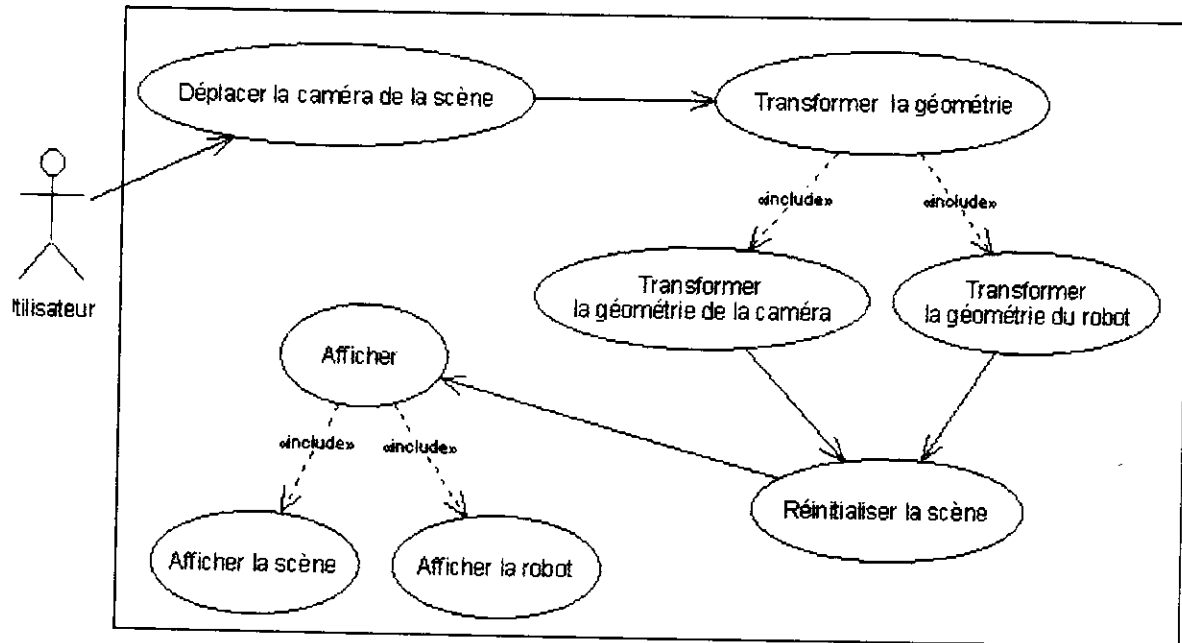 Déplacer la caméra de la scène
Transformer la géométrie
«include»
«include»
Transformer
la géométrie de la caméra
Transformer
la géométrie du robot
tilisateur
Afficher
«include»
«include»
Réinitialiser la scène
Afficher la scène
Afficher la robot